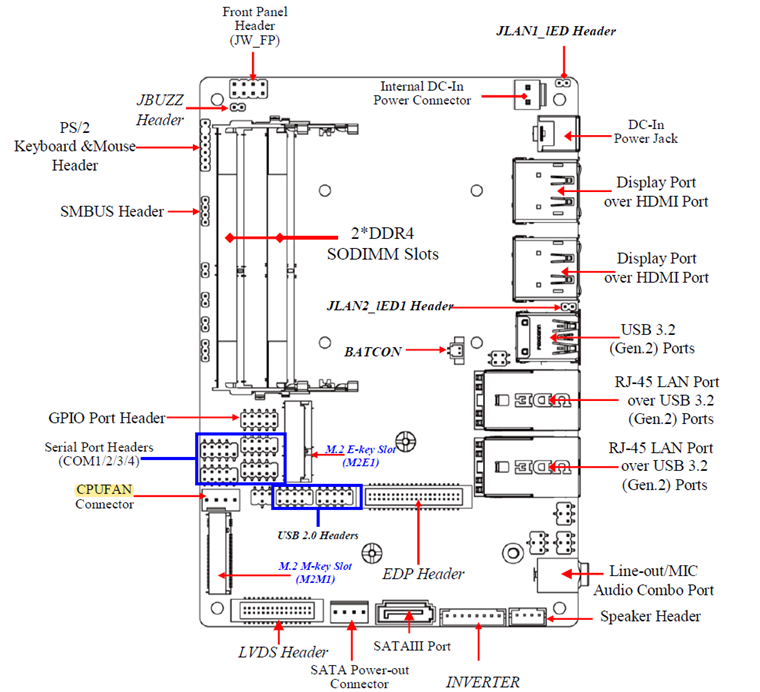 Front Panel
Header
(JW_FP)
JLAN1_lED Header
JBUZZ
Header
Internal DC-In
Power Connector
PS/2
Keyboard &Mouse
Header
DC-In
Power Jack
SMBUS Header
Display Port
over HDMI Port
2*DDR4
SODIMM Slots
Display Port
over HDMI Port
JLAN2_lED1 Header
BATCON
USB 3.2
(Gen.2) Ports
GPIO Port Header
RJ-45 LAN Port
over USB 3.2
(Gen.2) Ports
Serial Port Headers
(COM1/2/3/4)
M.2 E-key Slot
(M2E1)
RJ-45 LAN Port
over USB 3.2
(Gen.2) Ports
CPUFAN
Connector
USB 2.0 Headers
M.2 M-key Slot
(M2M1)
EDP Header
Line-out/MIC
Audio Combo Port
Speaker Header
LVDS Header
SATA Power-out
Connector
SATAIII Port
INVERTER